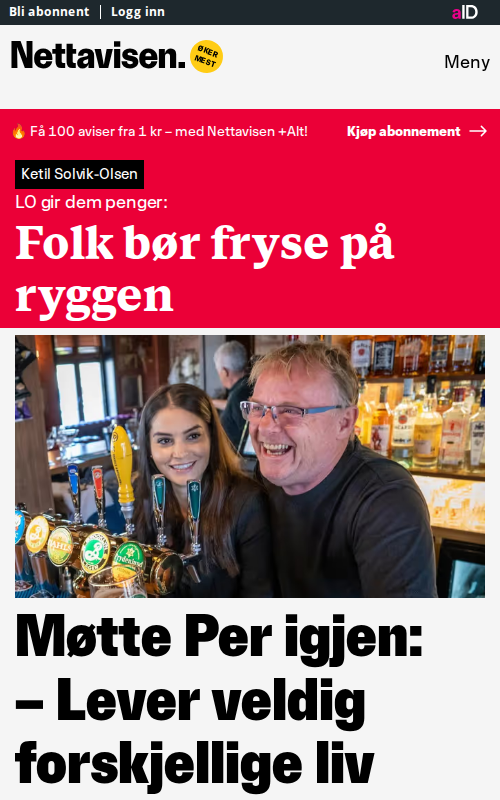 Bli abonnent
Logg inn
aID
Nettavisen.
ØKER
MEST
Meny
Få 100 aviser fra 1 kr – med Nettavisen +Alt!
Kjøp abonnement
Ketil Solvik-Olsen
LO gir dem penger:
Folk bør fryse på
ryggen
Møtte Per igjen:
– Lever veldig
forskjellige liv